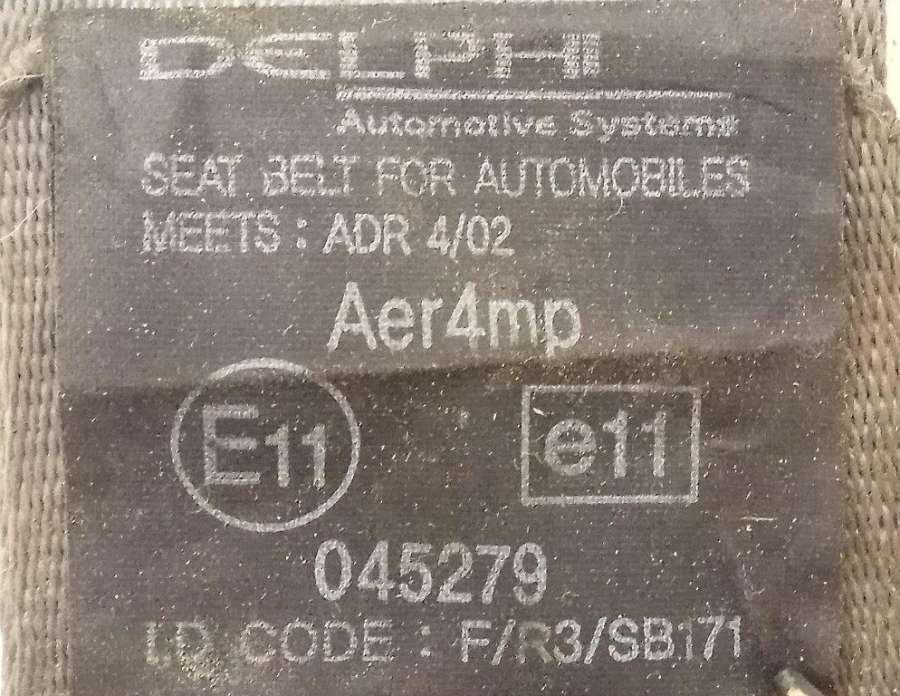 DELPHI
Automotive Systems
SEAT BELT FOR AUTOMOBILES
MEETS : ADR 4/02
Aer4mp
E11 e11
045279
I.D CODE : F/R3/SB171